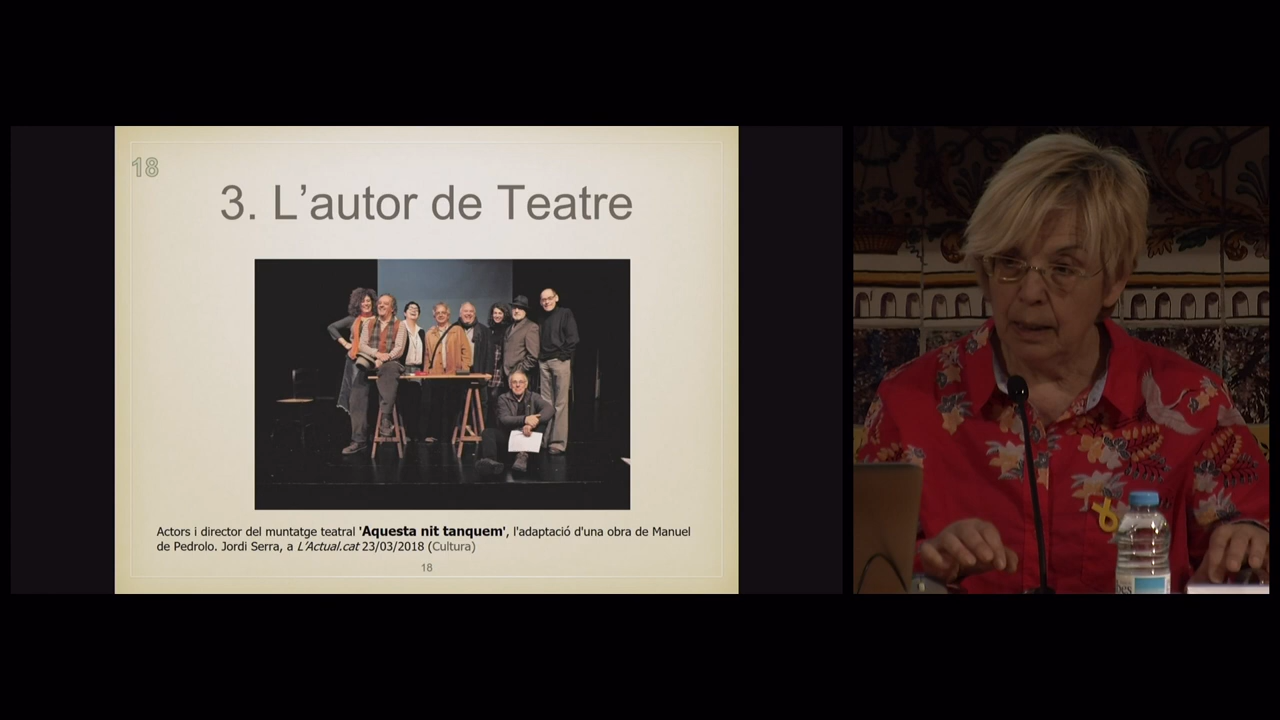 18
3. L’autor de Teatre
Actors i director del muntatge teatral 'Aquesta nit tanquem', l'adaptació d'una obra de Manuel
de Pedrolo. Jordi Serra, a L'Actual.cat 23/03/2018 (Cultura)
18